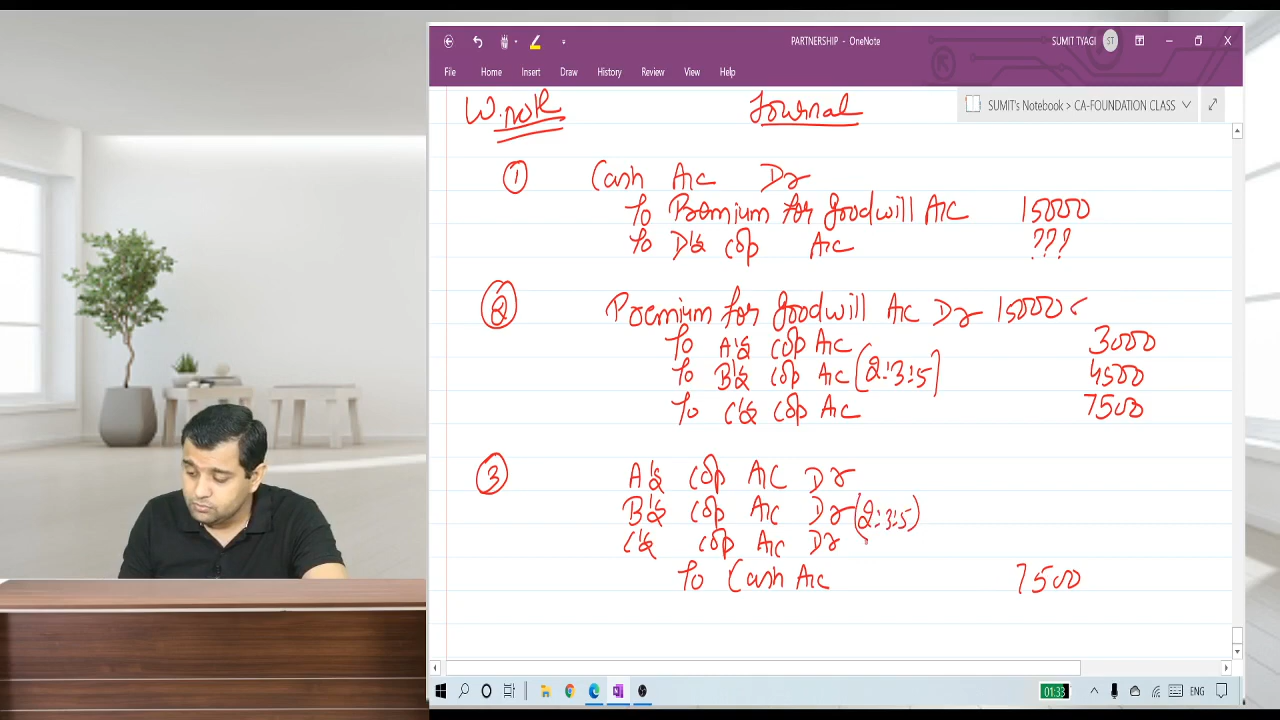 PARTNERSHIP - OneNote
SUMIT TYAGI ST
File Home Insert Draw History Review View Help
SUMIT's Notebook > CA-FOUNDATION CLASS
W.note Journal
① Cash A/c Dr
To Premium for goodwill A/c 15000
To D's cap A/c ???
② Premium for goodwill A/c Dr 15000
To A's cap A/c 3000
To B's cap A/c (2:3:5) 4500
To C's cap A/c 7500
③ A's cap A/c Dr
B's cap A/c Dr (2:3:5)
C's cap A/c Dr
To Cash A/c 7500
01:33 ENG